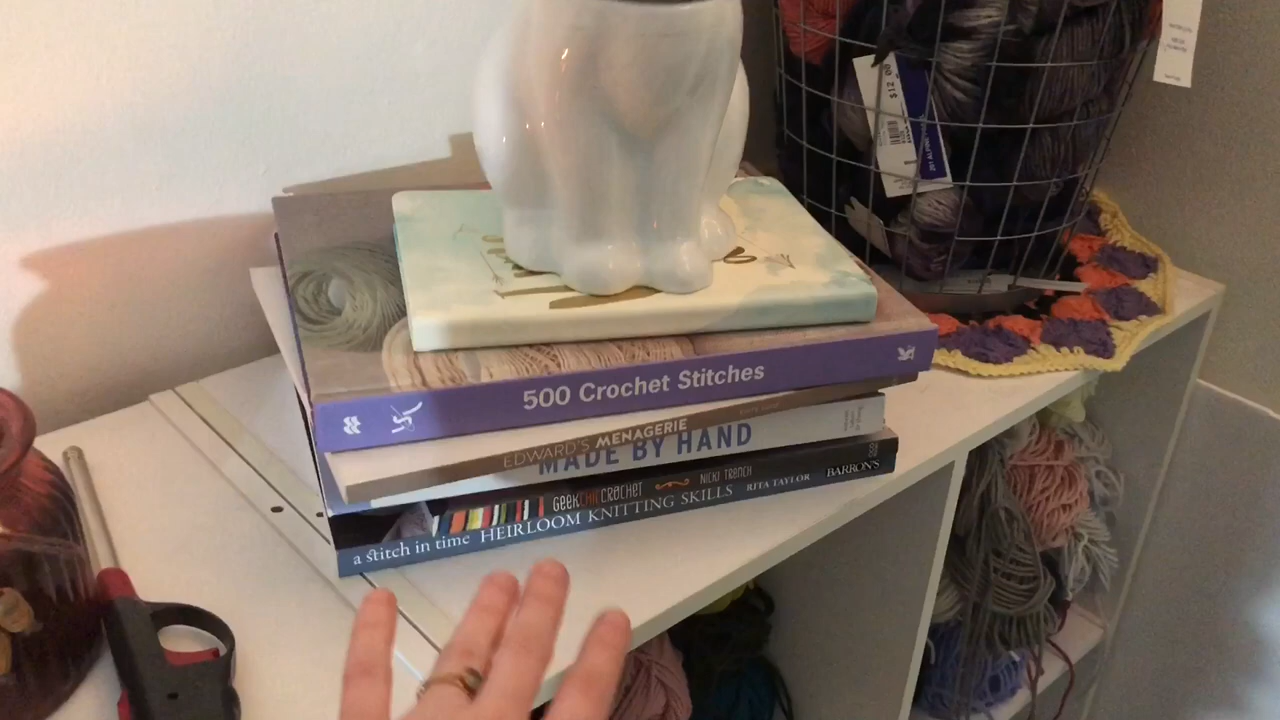 $12.00
500 Crochet Stitches
EDWARD'S MENAGERIE
MADE BY HAND
GEEK CHIC CROCHET NICKI TRENCH
a stitch in time HEIRLOOM KNITTING SKILLS RITA TAYLOR BARRON'S